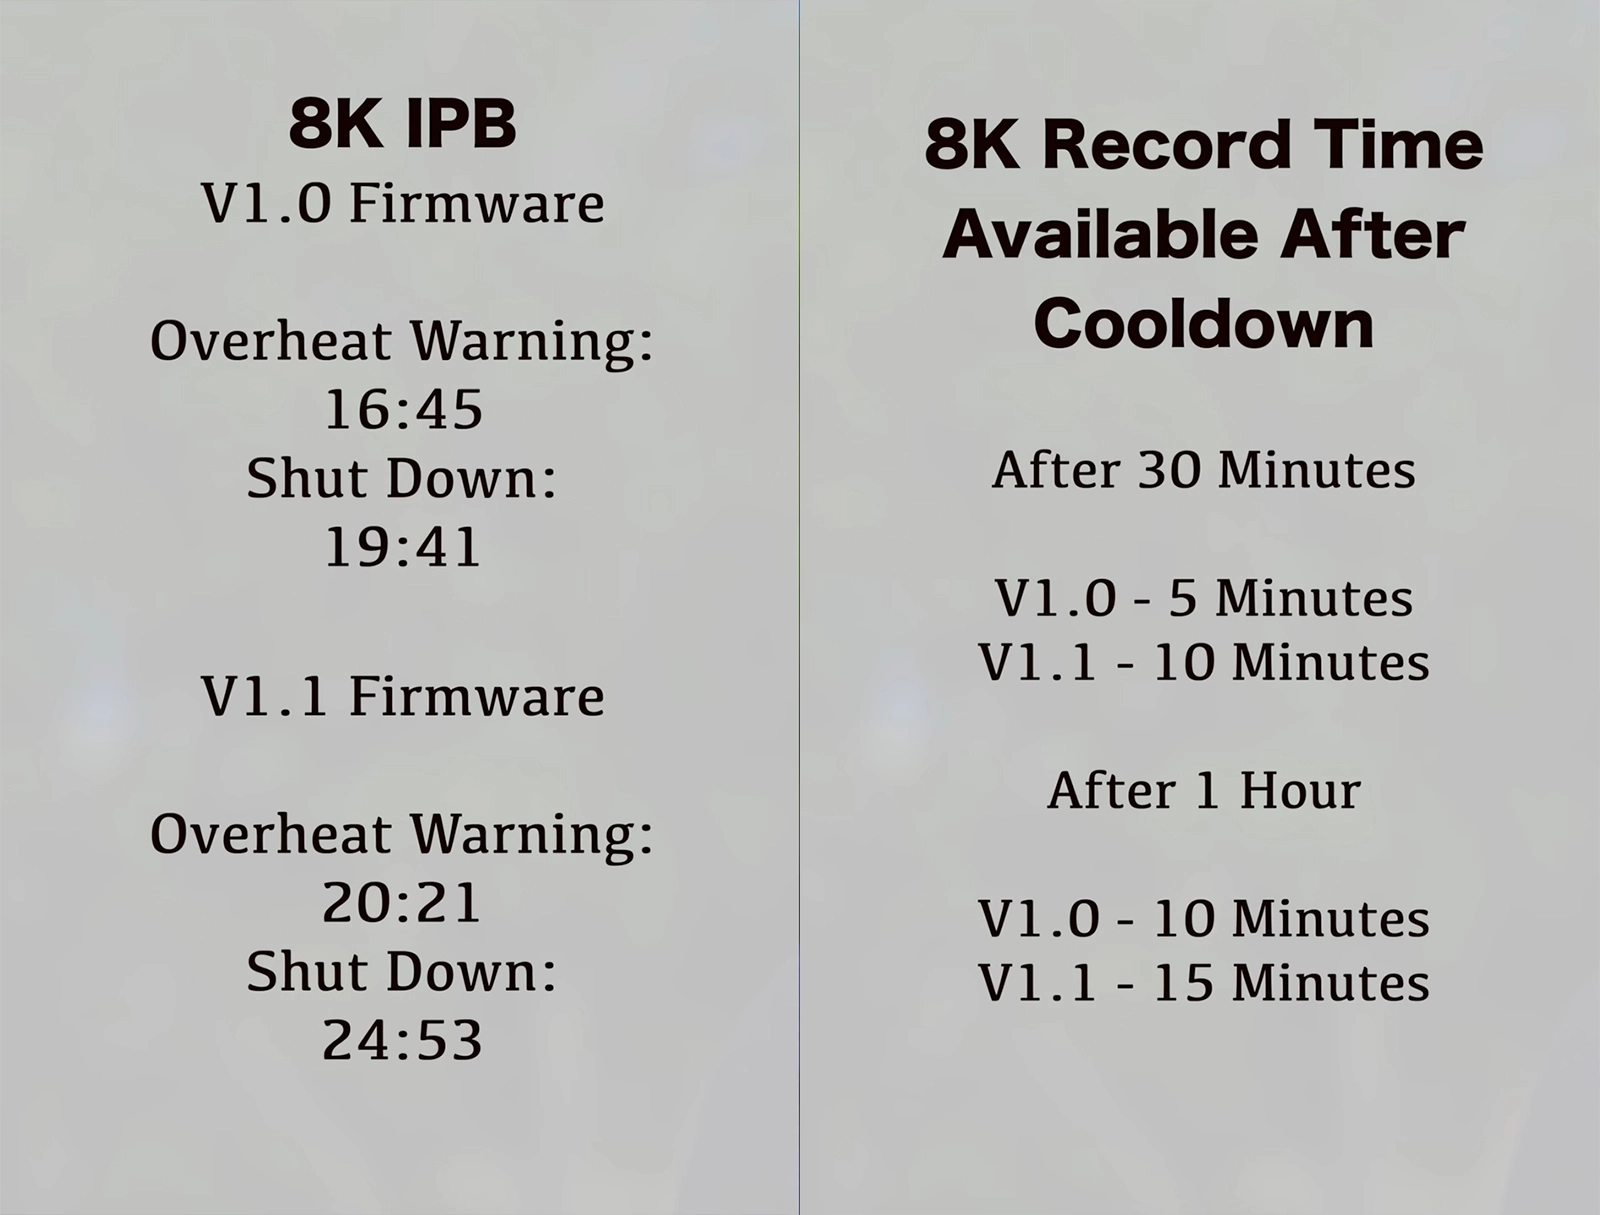 8K IPB
V1.0 Firmware
Overheat Warning:
16:45
Shut Down:
19:41
V1.1 Firmware
Overheat Warning:
20:21
Shut Down:
24:53
8K Record Time
Available After
Cooldown
After 30 Minutes
V1.0 - 5 Minutes
V1.1 - 10 Minutes
After 1 Hour
V1.0 - 10 Minutes
V1.1 - 15 Minutes